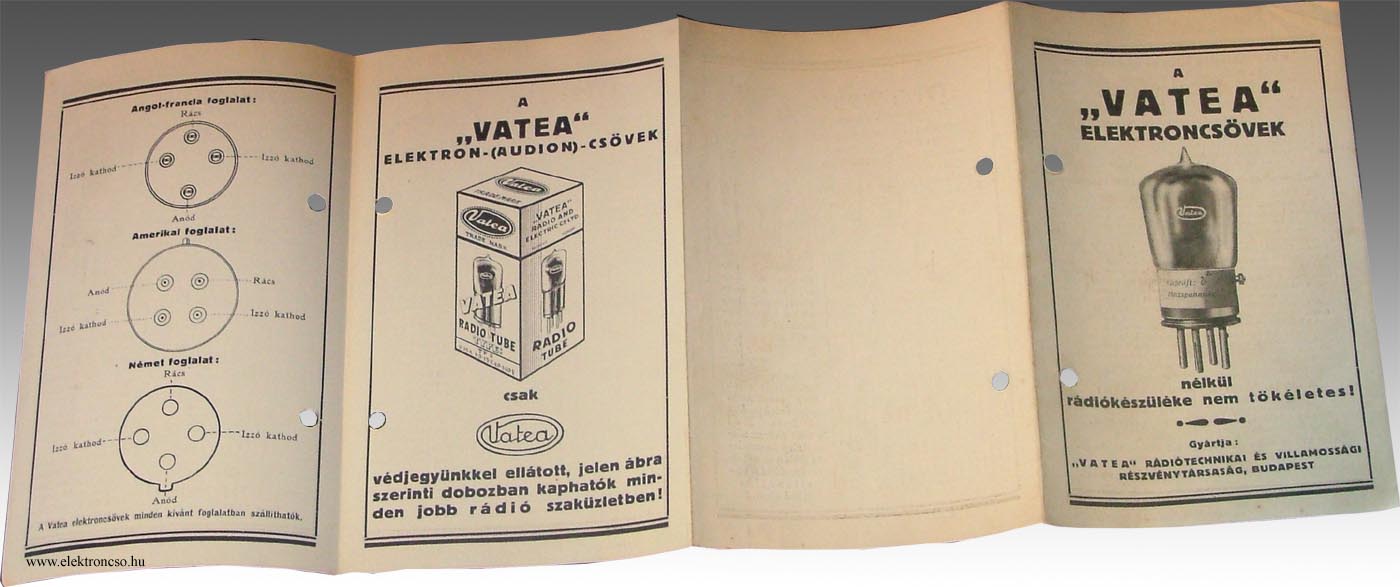 Angol-francia foglalat:
Rács
Izzó kathod
Izzó kathod
Anód
Amerikai foglalat:
Anód
Rács
Izzó kathod
Izzó kathod
Német foglalat:
Rács
Izzó kathod
Izzó kathod
Anód
A Vatea elektroncsövek minden kívánt foglalatban szállíthatók.
www.elektroncso.hu
A
„VATEA“
ELEKTRON-(AUDION)-CSÖVEK
Vatea
TRADE MARK
Vatea
TRADE MARK
„VATEA“
RADIO AND
ELECTRIC
VATEA
RADIO TUBE
TYPE:
RADIO
TUBE
csak
Vatea
védjegyünkkel ellátott, jelen ábra
szerinti dobozban kaphatók min-
den jobb rádió szaküzletben!
A
„VATEA“
ELEKTRONCSÖVEK
Vatea
nélkül
rádiókészüléke nem tökéletes!
Gyártja:
„VATEA“ RÁDIÓTECHNIKAI ÉS VILLAMOSSÁGI
RÉSZVÉNYTÁRSASÁG, BUDAPEST